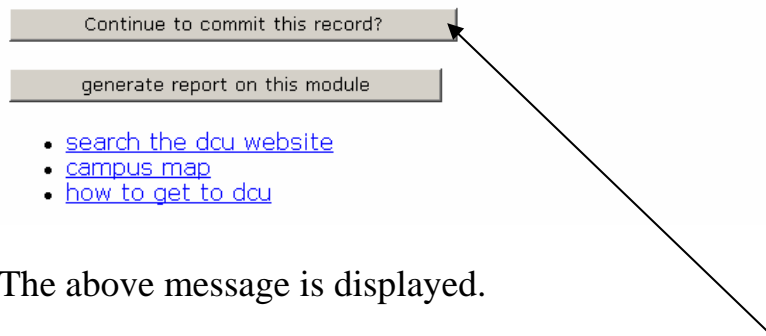 Continue to commit this record?
generate report on this module
search the dcu website
campus map
how to get to dcu
The above message is displayed.